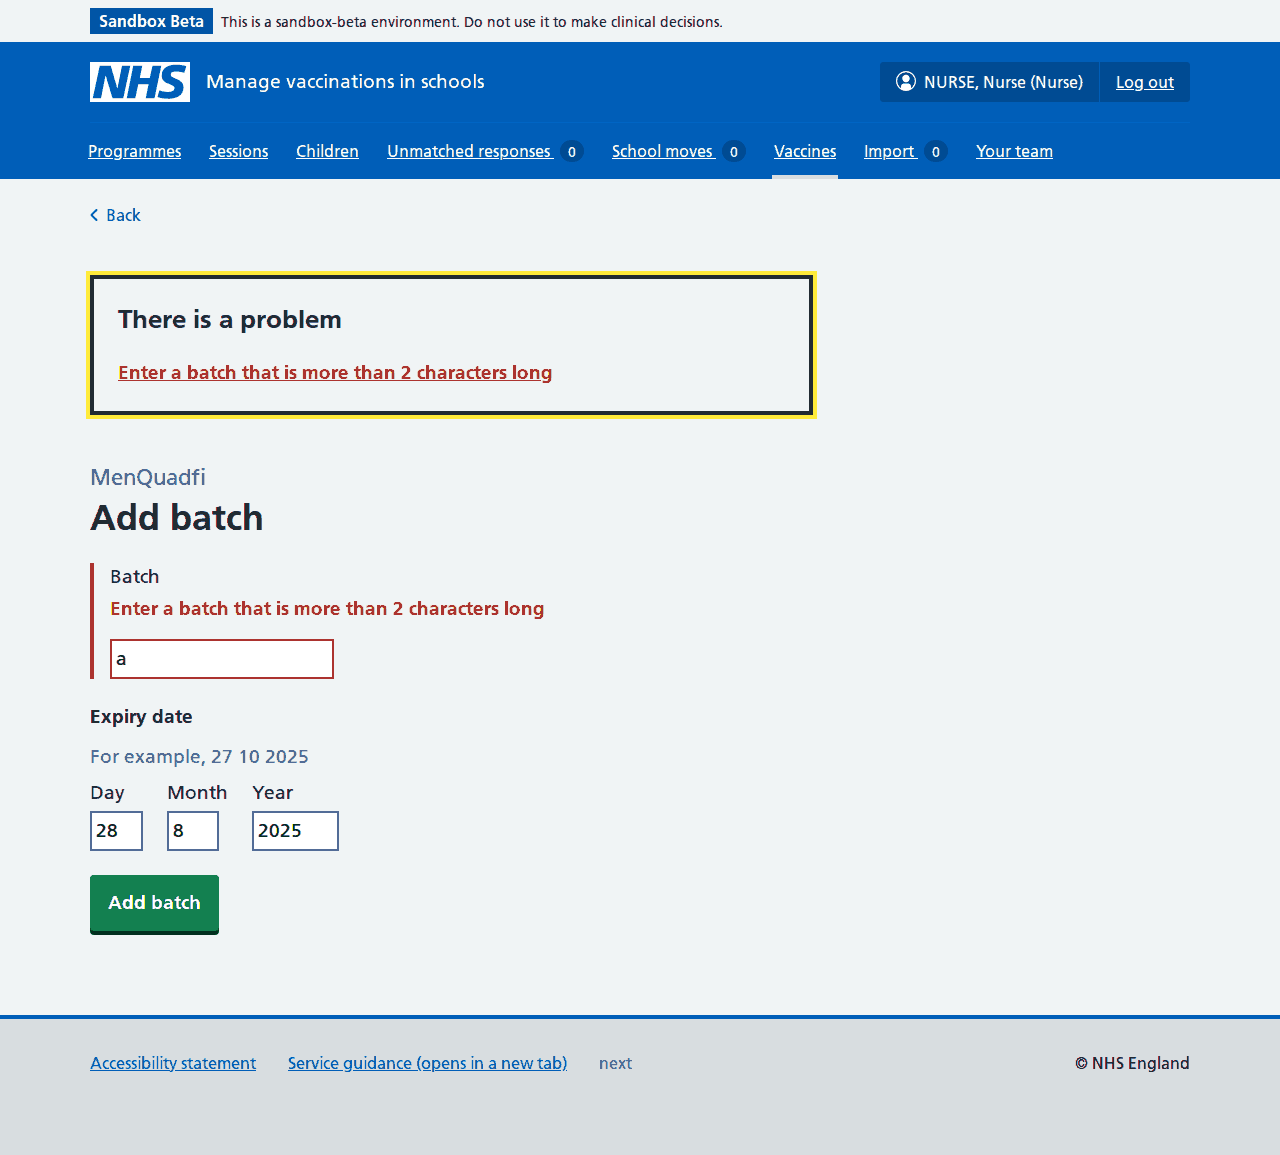 Sandbox Beta This is a sandbox-beta environment. Do not use it to make clinical decisions.
NHS Manage vaccinations in schools NURSE, Nurse (Nurse) Log out
Programmes Sessions Children Unmatched responses 0 School moves 0 Vaccines Import 0 Your team
Back
There is a problem
Enter a batch that is more than 2 characters long
MenQuadfi
Add batch
Batch
Enter a batch that is more than 2 characters long
a
Expiry date
For example, 27 10 2025
Day Month Year
28 8 2025
Add batch
Accessibility statement Service guidance (opens in a new tab) next © NHS England